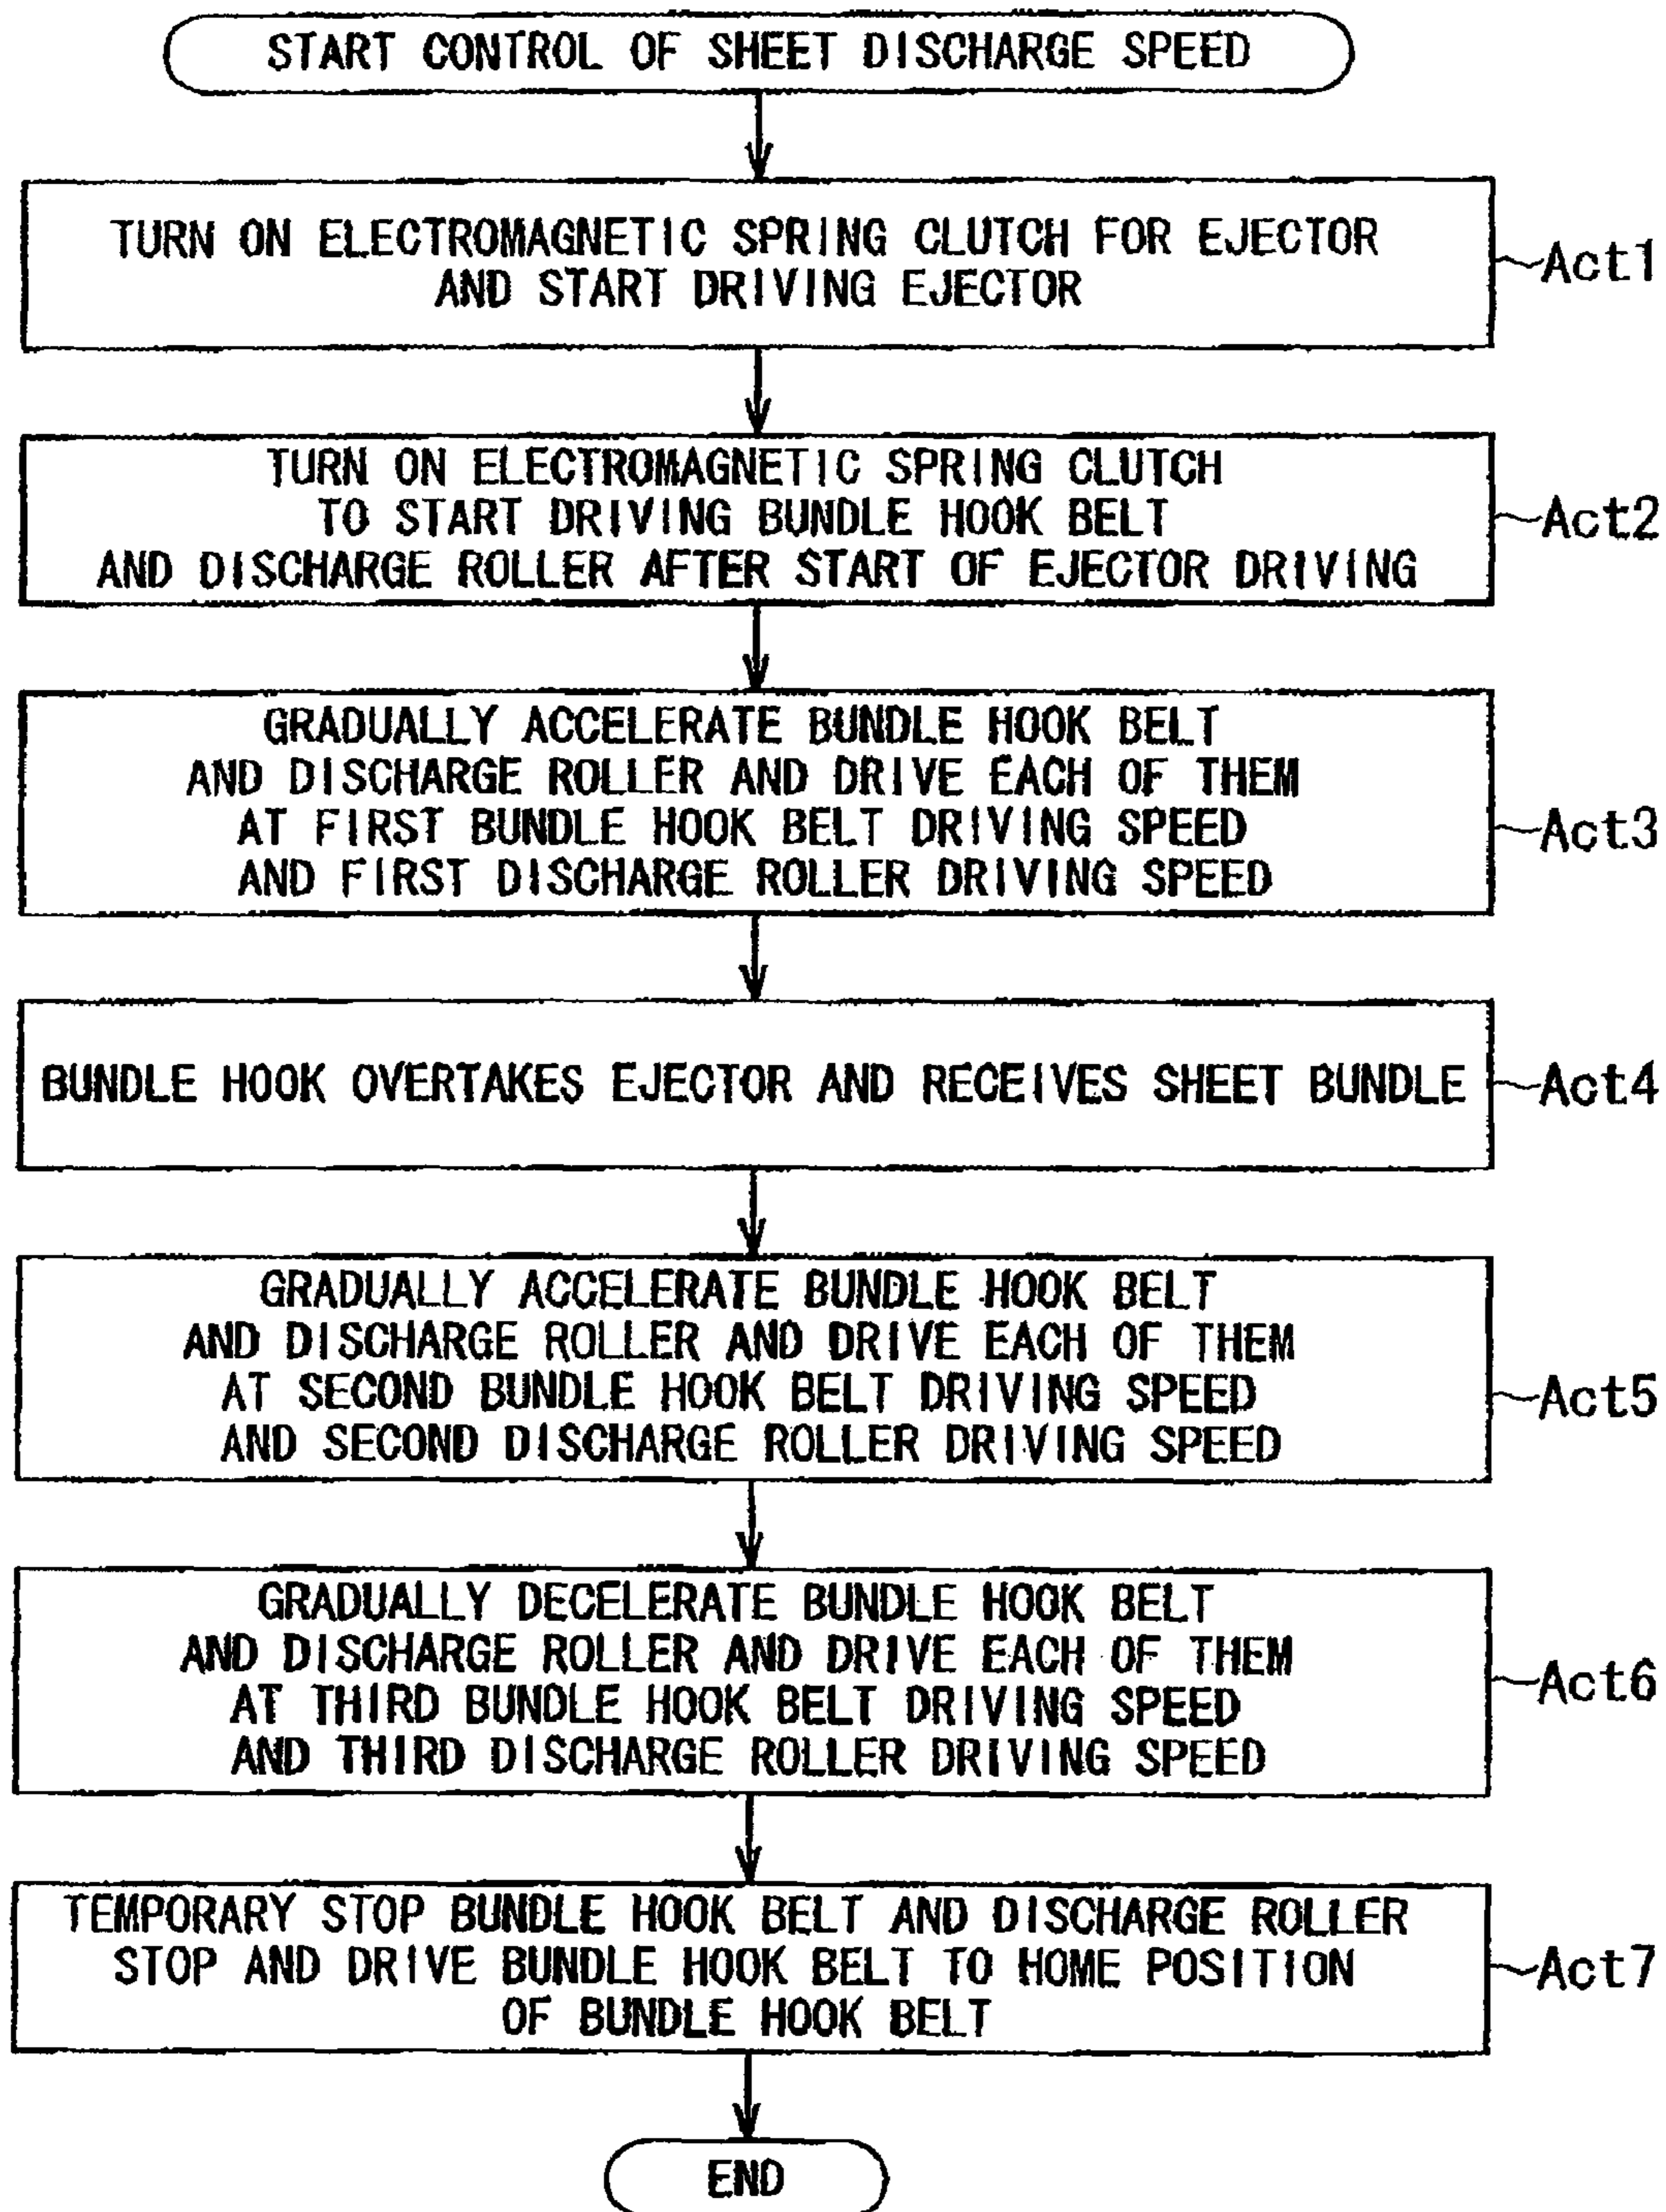 START CONTROL OF SHEET DISCHARGE SPEED
TURN ON ELECTROMAGNETIC SPRING CLUTCH FOR EJECTOR
AND START DRIVING EJECTOR
Act1
TURN ON ELECTROMAGNETIC SPRING CLUTCH
TO START DRIVING BUNDLE HOOK BELT
AND DISCHARGE ROLLER AFTER START OF EJECTOR DRIVING
Act2
GRADUALLY ACCELERATE BUNDLE HOOK BELT
AND DISCHARGE ROLLER AND DRIVE EACH OF THEM
AT FIRST BUNDLE HOOK BELT DRIVING SPEED
AND FIRST DISCHARGE ROLLER DRIVING SPEED
Act3
BUNDLE HOOK OVERTAKES EJECTOR AND RECEIVES SHEET BUNDLE
Act4
GRADUALLY ACCELERATE BUNDLE HOOK BELT
AND DISCHARGE ROLLER AND DRIVE EACH OF THEM
AT SECOND BUNDLE HOOK BELT DRIVING SPEED
AND SECOND DISCHARGE ROLLER DRIVING SPEED
Act5
GRADUALLY DECELERATE BUNDLE HOOK BELT
AND DISCHARGE ROLLER AND DRIVE EACH OF THEM
AT THIRD BUNDLE HOOK BELT DRIVING SPEED
AND THIRD DISCHARGE ROLLER DRIVING SPEED
Act6
TEMPORARY STOP BUNDLE HOOK BELT AND DISCHARGE ROLLER
STOP AND DRIVE BUNDLE HOOK BELT TO HOME POSITION
OF BUNDLE HOOK BELT
Act7
END